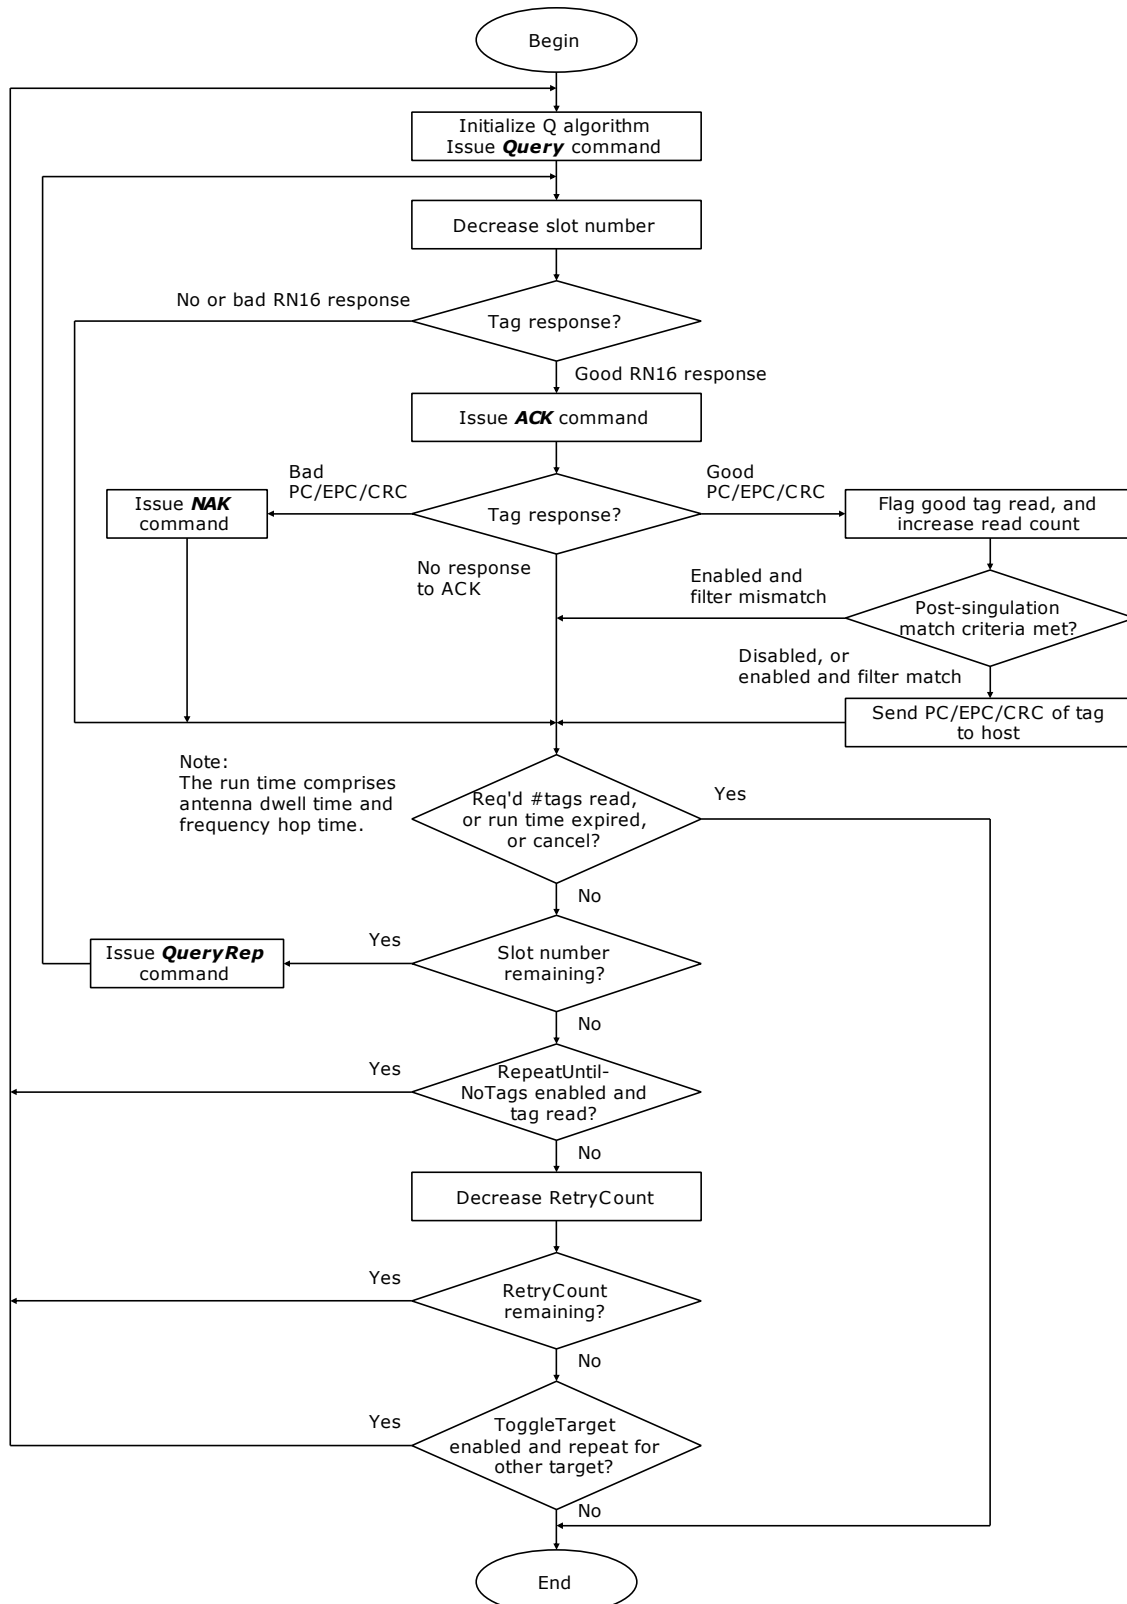 Begin
Initialize Q algorithm
Issue Query command
Decrease slot number
No or bad RN16 response
Tag response?
Good RN16 response
Issue ACK command
Bad
PC/EPC/CRC
Good
PC/EPC/CRC
Issue NAK
command
Tag response?
Flag good tag read, and
increase read count
No response
to ACK
Enabled and
filter mismatch
Post-singulation
match criteria met?
Disabled, or
enabled and filter match
Send PC/EPC/CRC of tag
to host
Note:
The run time comprises
antenna dwell time and
frequency hop time.
Req'd #tags read,
or run time expired,
or cancel?
Yes
No
Issue QueryRep
command
Yes
Slot number
remaining?
No
Yes
RepeatUntil-
NoTags enabled and
tag read?
No
Decrease RetryCount
Yes
RetryCount
remaining?
No
Yes
ToggleTarget
enabled and repeat for
other target?
No
End